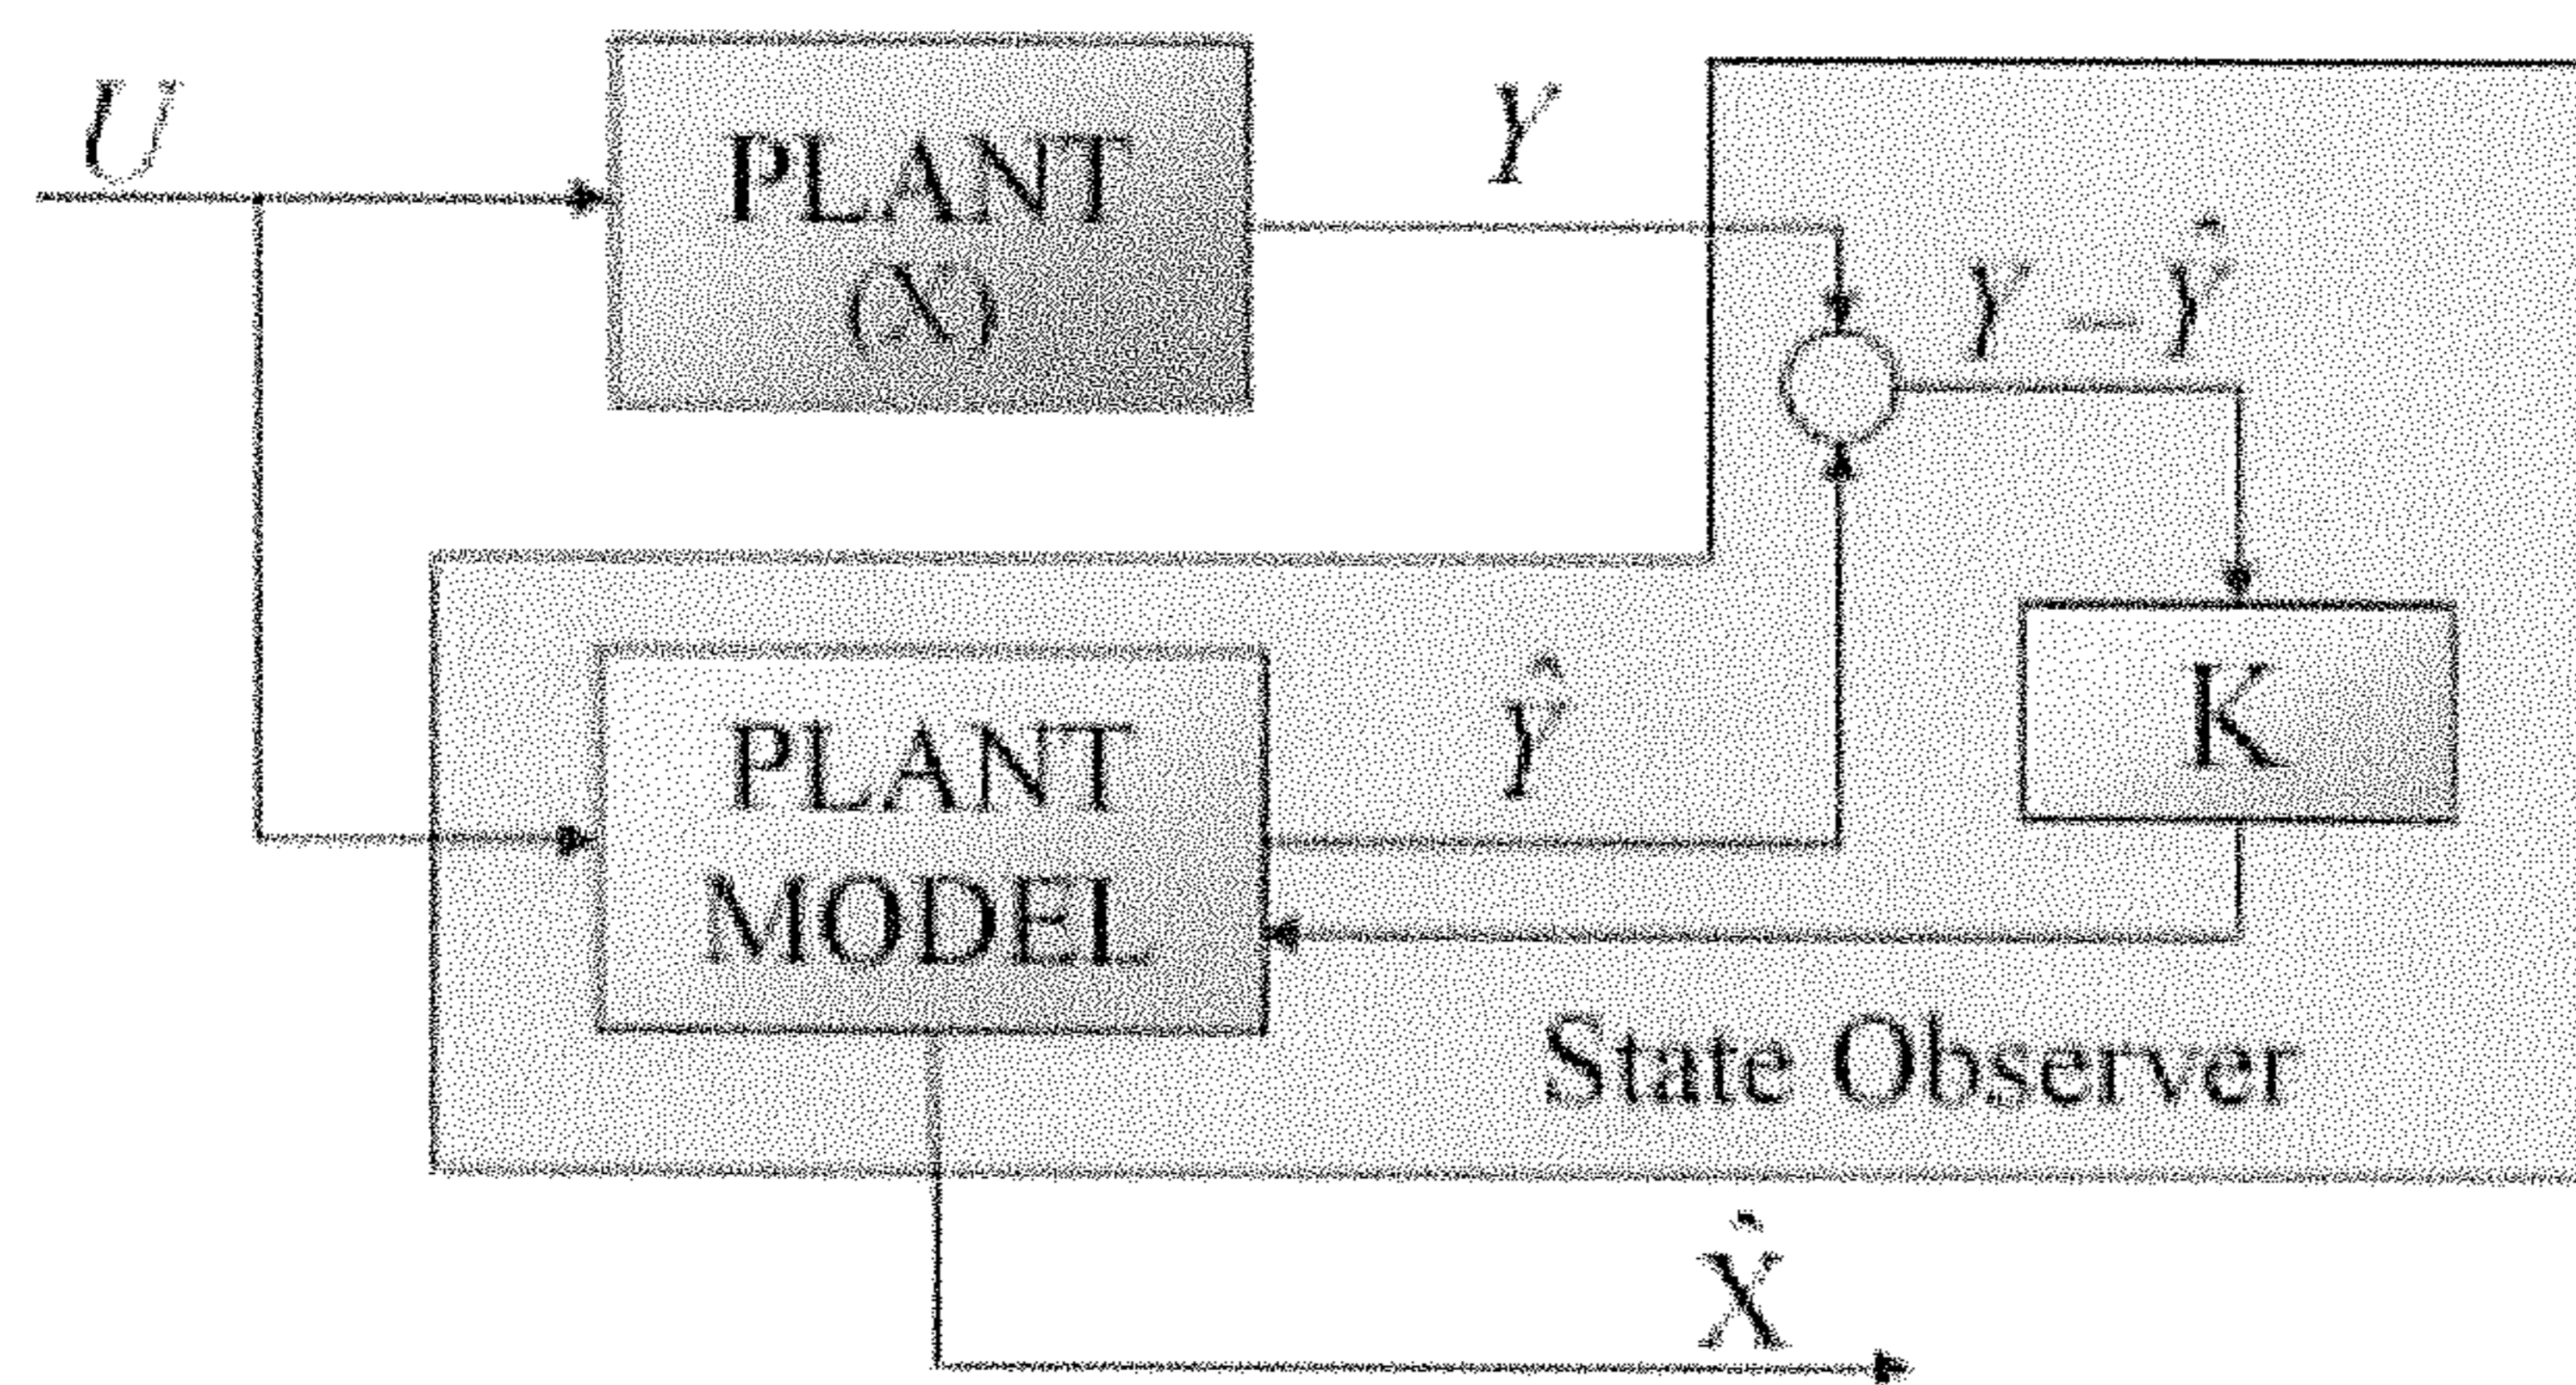 U
PLANT
(X)
Y
Y - Ŷ
K
Ŷ
PLANT
MODEL
State Observer
X̂